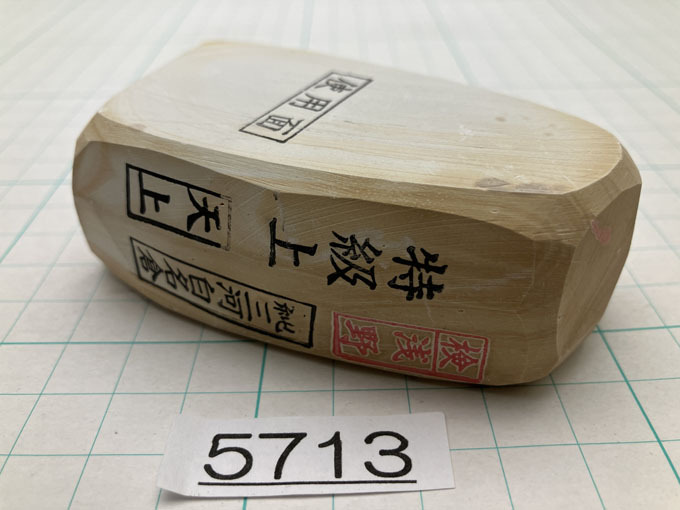 使用面
天上
特級上
純三河白名倉
浅野
検
5713